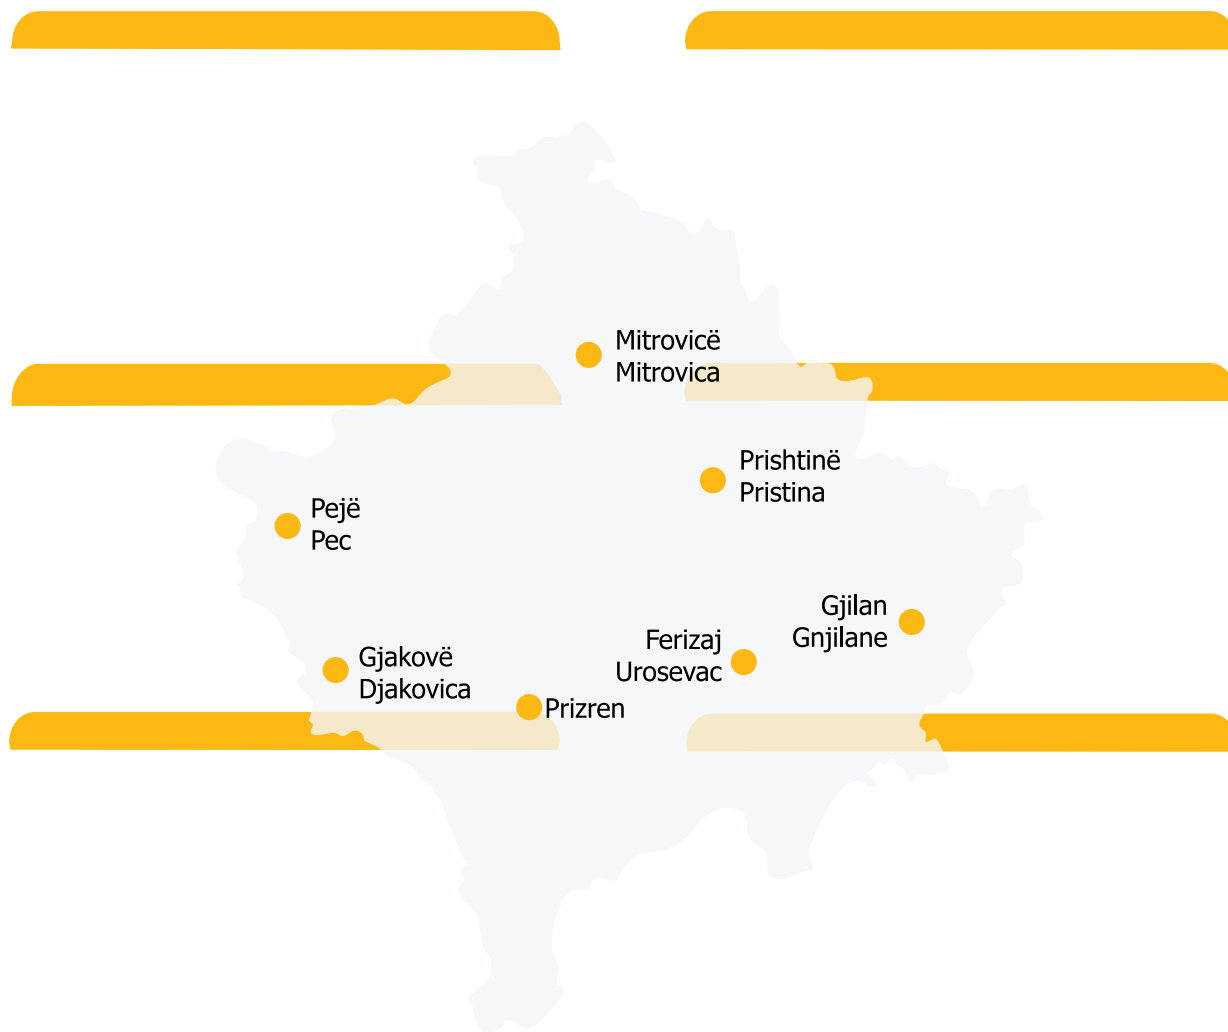 Mitrovicë
Mitrovica
Prishtinë
Pristina
Pejë
Pec
Gjilan
Gnjilane
Ferizaj
Urosevac
Gjakovë
Djakovica
Prizren